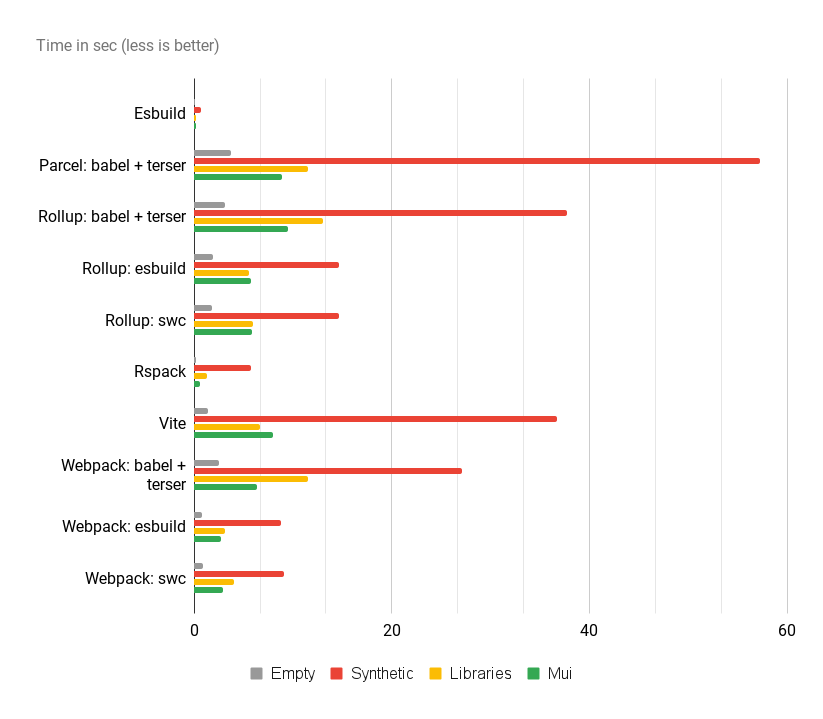 Time in sec (less is better)
Esbuild
Parcel: babel + terser
Rollup: babel + terser
Rollup: esbuild
Rollup: swc
Rspack
Vite
Webpack: babel +
terser
Webpack: esbuild
Webpack: swc
0 20 40 60
Empty Synthetic Libraries Mui